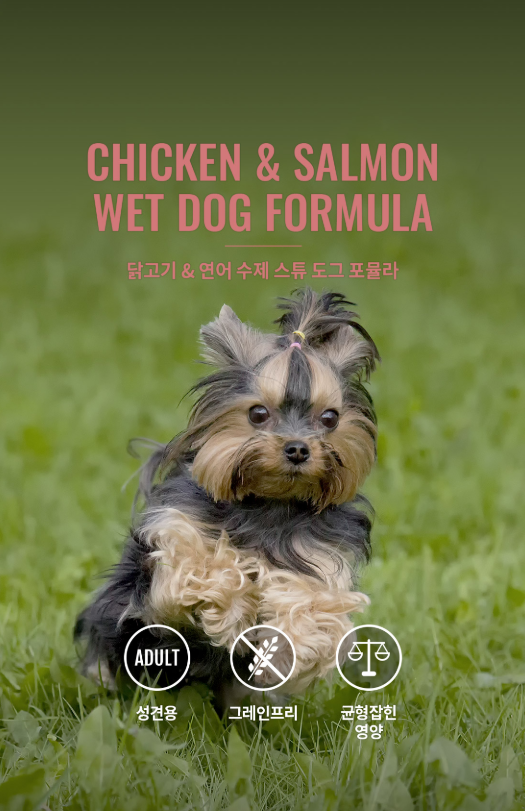 CHICKEN & SALMON
WET DOG FORMULA
닭고기 & 연어 수제 스튜 도그 포뮬라
ADULT
성견용
그레인프리
균형잡힌
영양